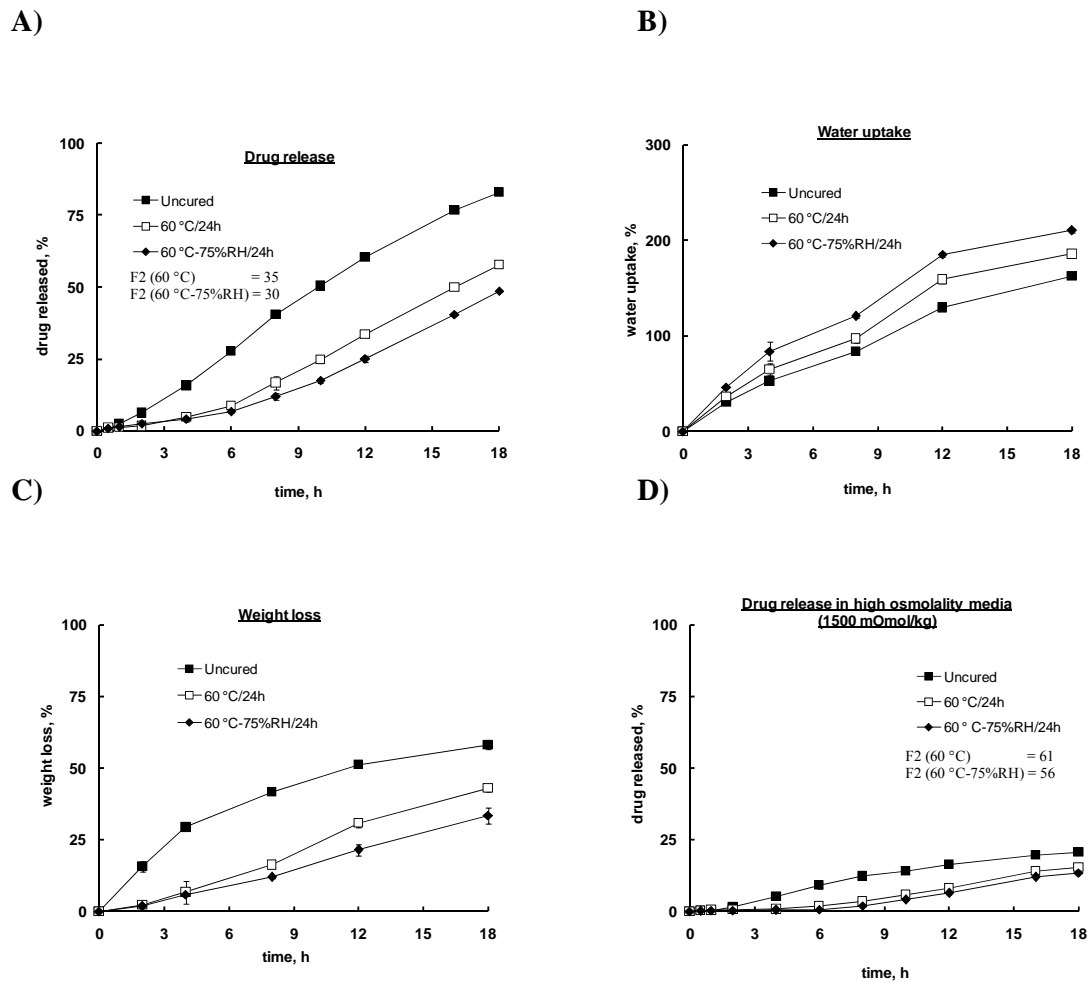 A)
Drug release
drug released, %
100
75
50
25
0
Uncured
60 °C/24h
60 °C-75%RH/24h
F2 (60 °C) = 35
F2 (60 °C-75%RH) = 30
0 3 6 9 12 15 18
time, h
B)
Water uptake
water uptake, %
300
200
100
0
Uncured
60 °C/24h
60 °C-75%RH/24h
0 3 6 9 12 15 18
time, h
C)
Weight loss
weight loss, %
100
75
50
25
0
Uncured
60 °C/24h
60 °C-75%RH/24h
0 3 6 9 12 15 18
time, h
D)
Drug release in high osmolality media
(1500 mOmol/kg)
drug released, %
100
75
50
25
0
Uncured
60 °C/24h
60 ° C-75%RH/24h
F2 (60 °C) = 61
F2 (60 °C-75%RH) = 56
0 3 6 9 12 15 18
time, h